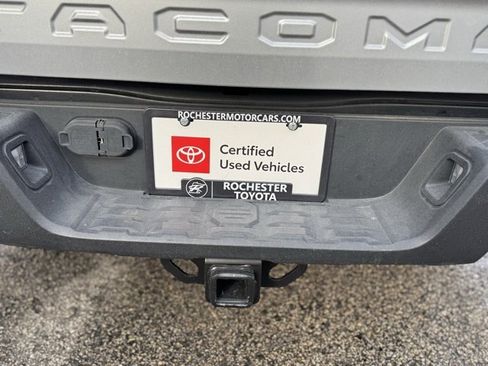 TACOMA
ROCHESTERMOTORCARS.COM
Certified
Used Vehicles
ROCHESTER
TOYOTA